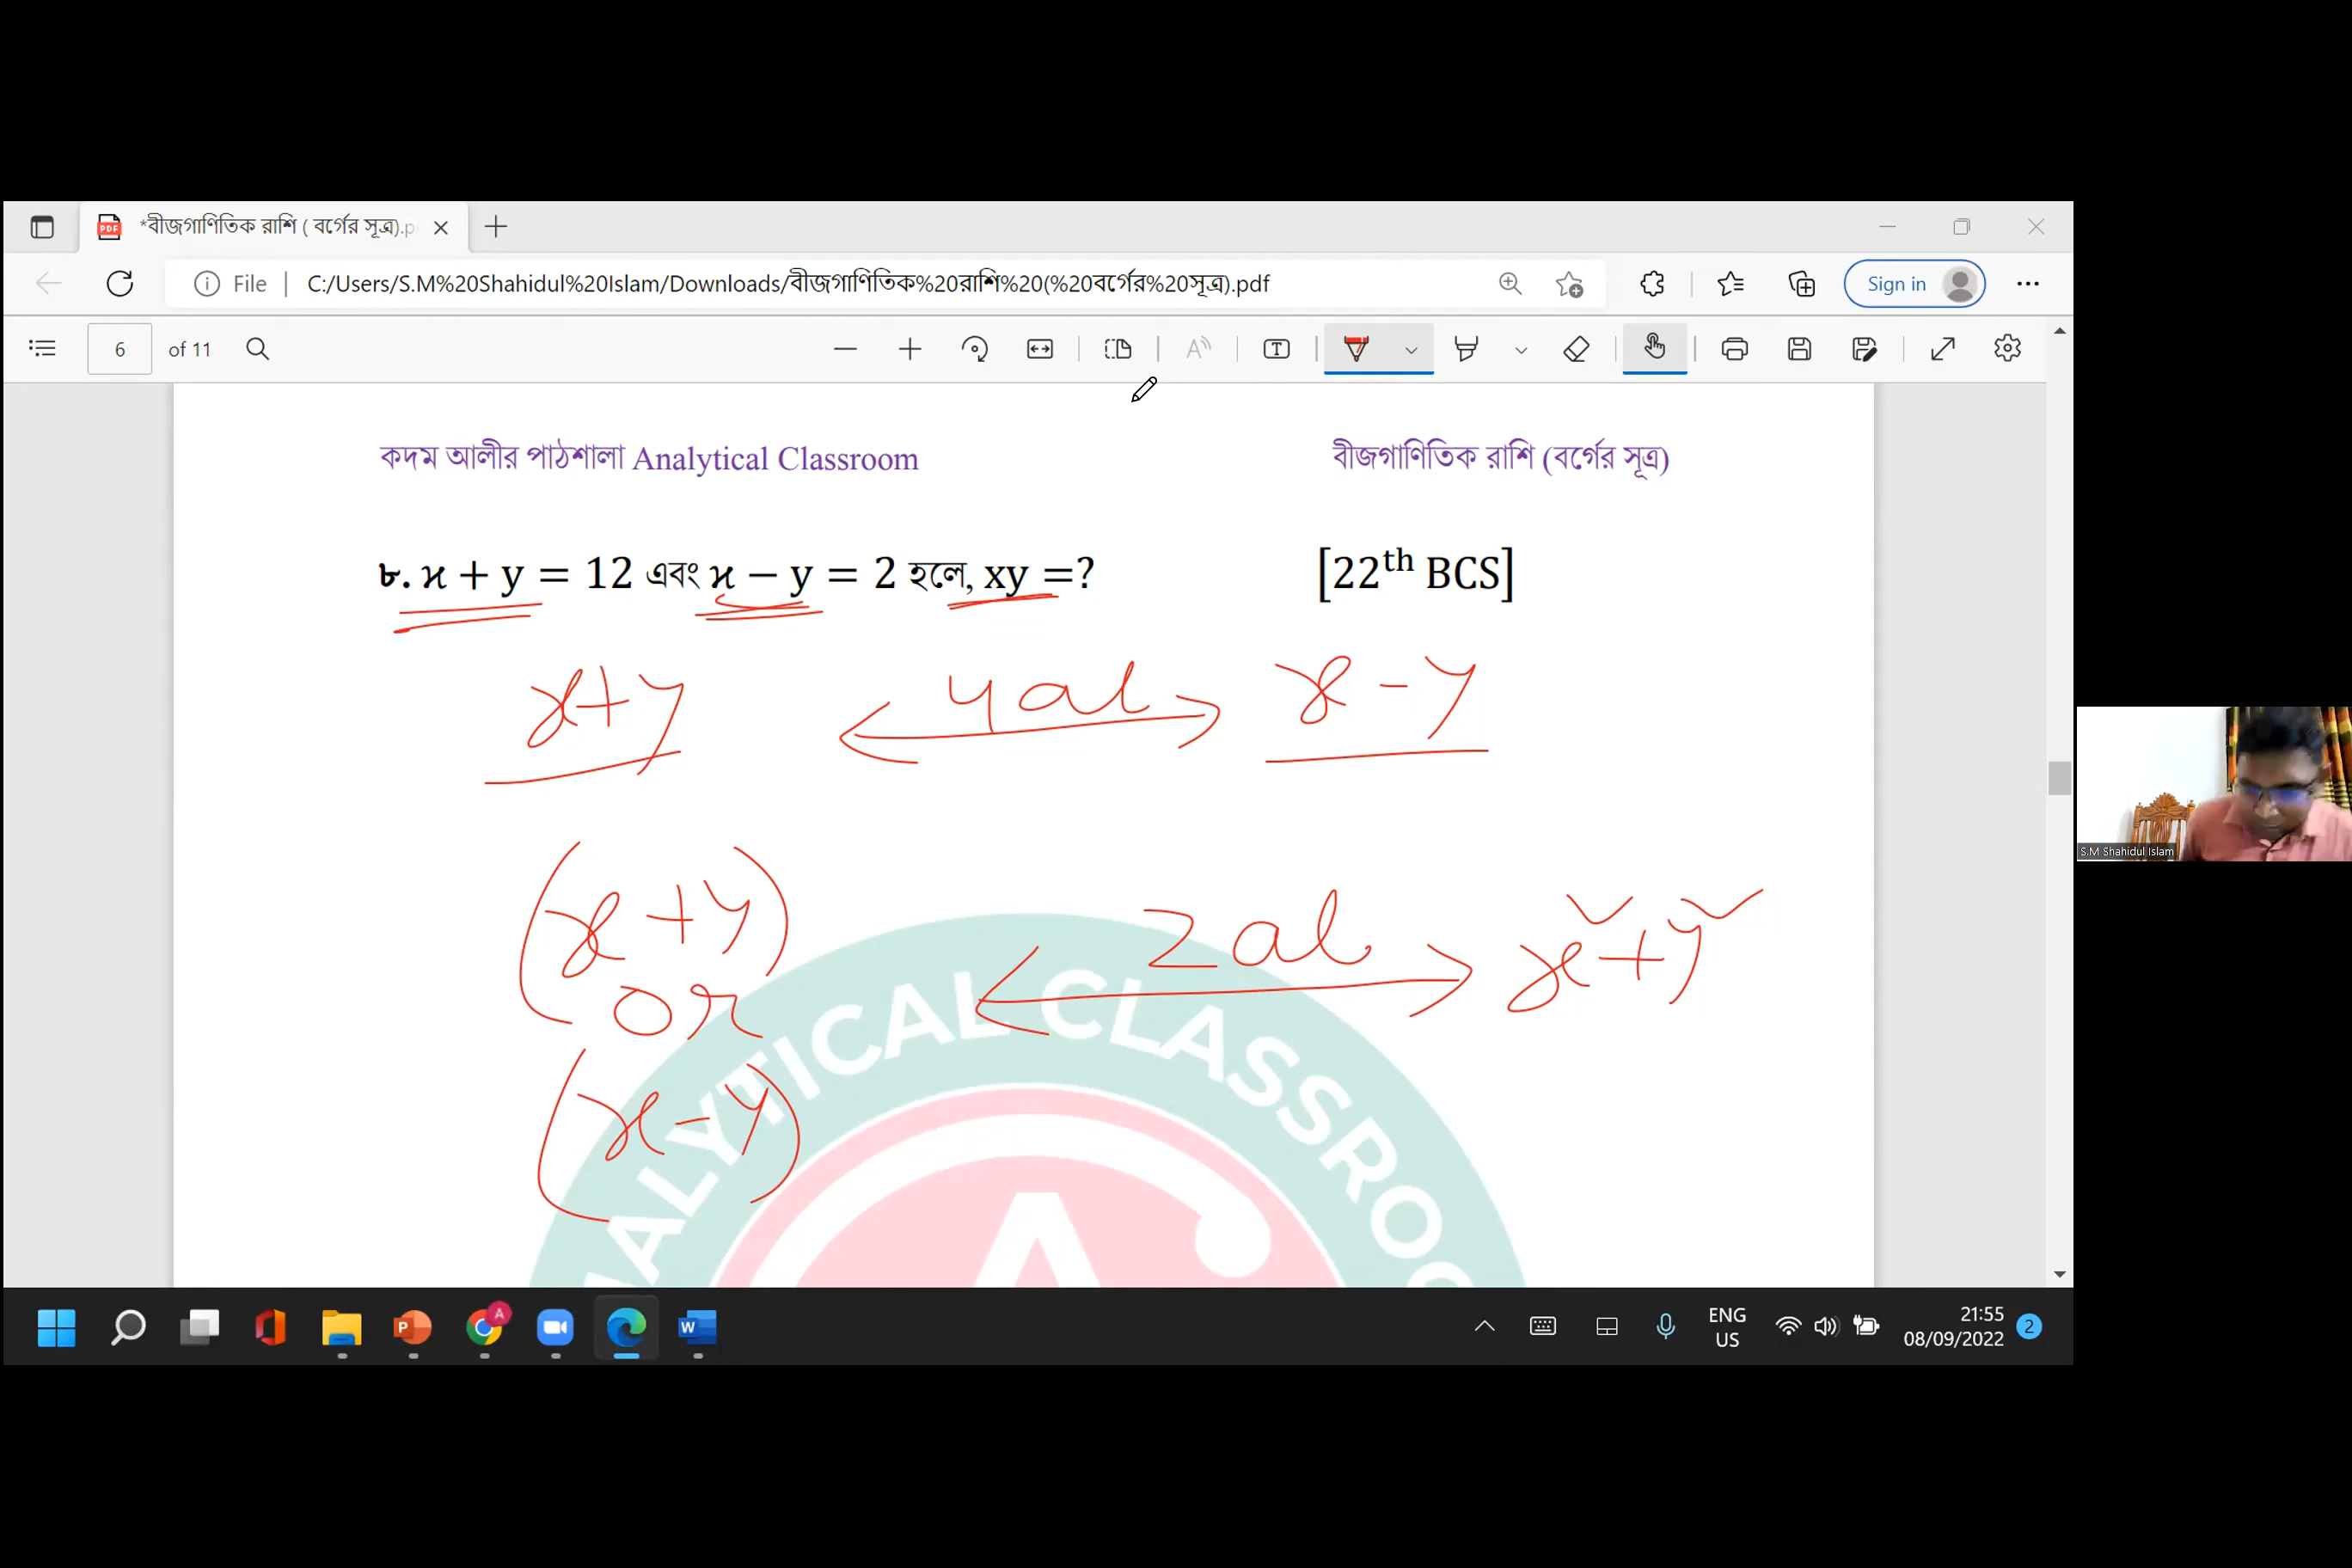 *বীজগাণিতিক রাশি ( বর্গের সূত্র).p
File
C:/Users/S.M%20Shahidul%20Islam/Downloads/বীজগাণিতিক%20রাশি%20(%20বর্গের%20সূত্র).pdf
Sign in
6 of 11
কদম আলীর পাঠশালা Analytical Classroom
বীজগাণিতিক রাশি (বর্গের সূত্র)
৮. x + y = 12 এবং x − y = 2 হলে, xy =?
[22th BCS]
x+y 4ab x-y
(x+y) 2ab x²+y²
or
(x-y)
ANALYTICAL CLASSROO
S.M Shahidul Islam
ENG
US
21:55
08/09/2022
2